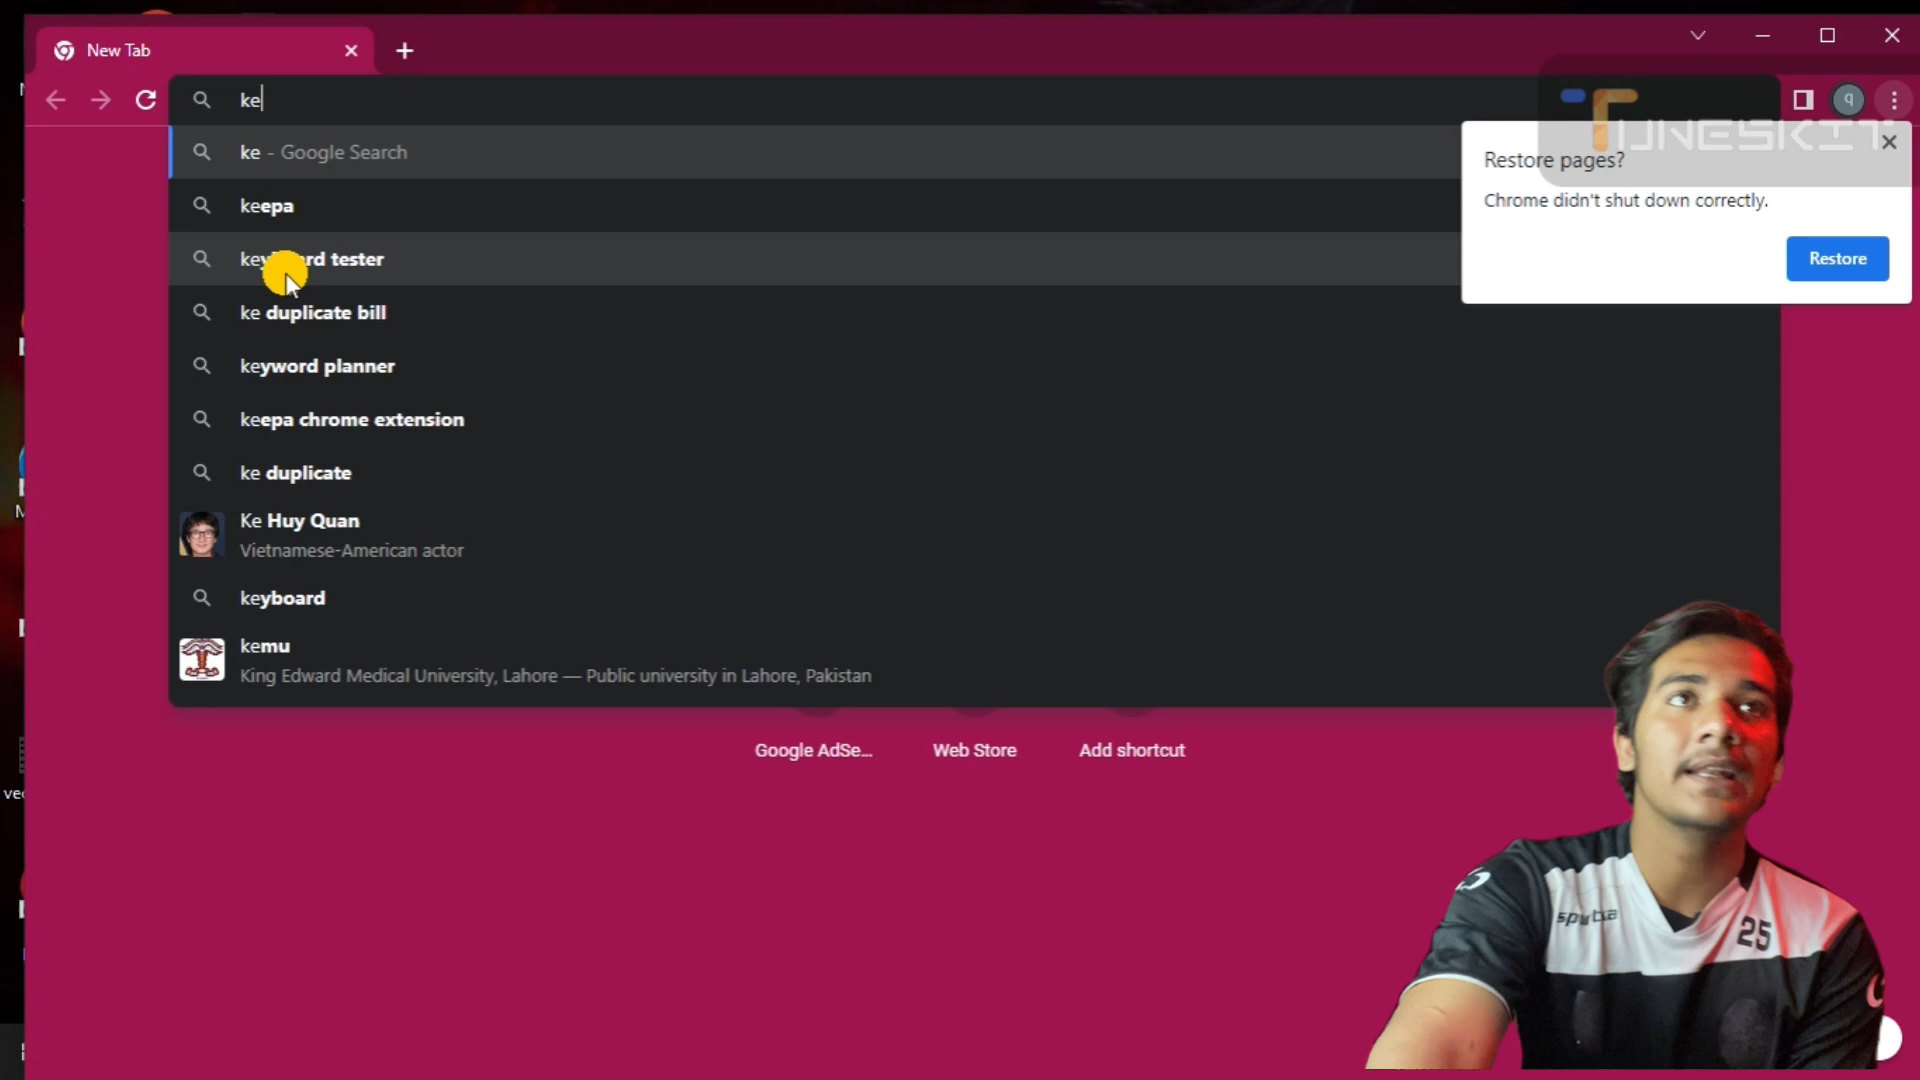 New Tab
ke
q
TUNESKIT
ke - Google Search
Restore pages?
Chrome didn't shut down correctly.
keepa
keyboard tester
Restore
ke duplicate bill
keyword planner
keepa chrome extension
ke duplicate
Ke Huy Quan
Vietnamese-American actor
keyboard
kemu
King Edward Medical University, Lahore — Public university in Lahore, Pakistan
Google AdSe...
Web Store
Add shortcut
25